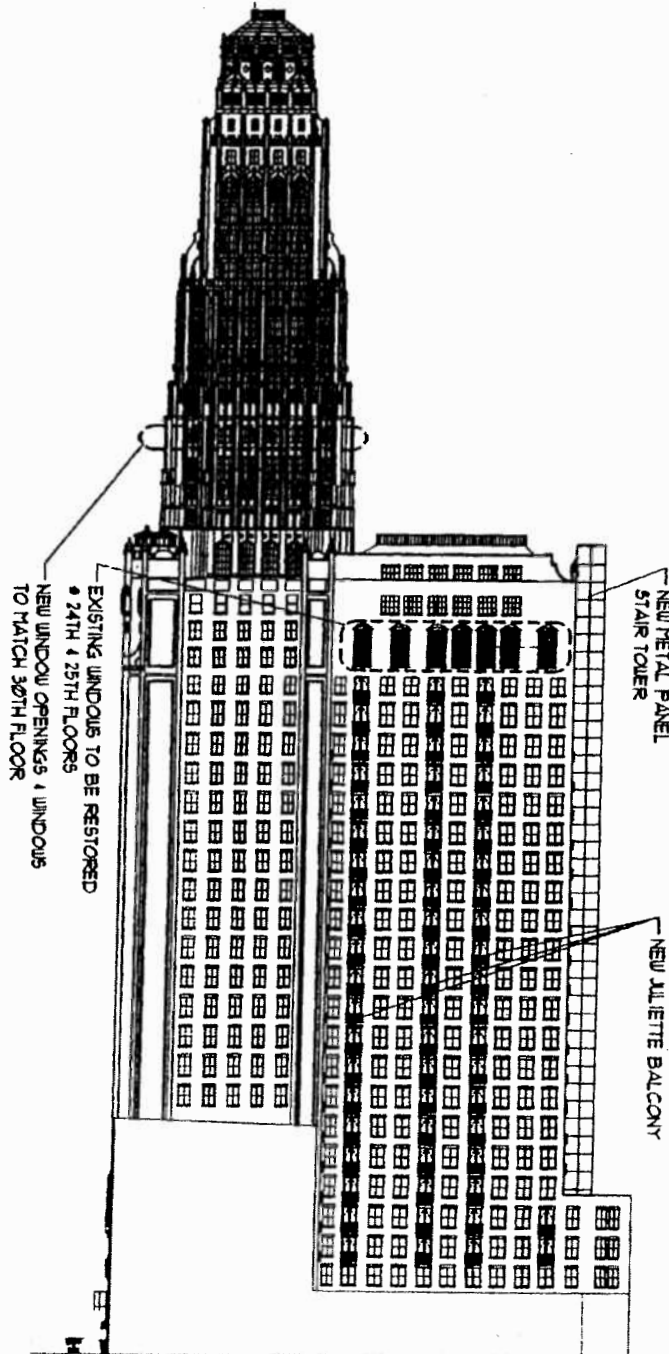 NEW METAL PANEL
STAIR TOWER
NEW JULIETTE BALCONY
EXISTING WINDOWS TO BE RESTORED
@ 24TH & 25TH FLOORS
NEW WINDOW OPENINGS & WINDOWS
TO MATCH 30TH FLOOR